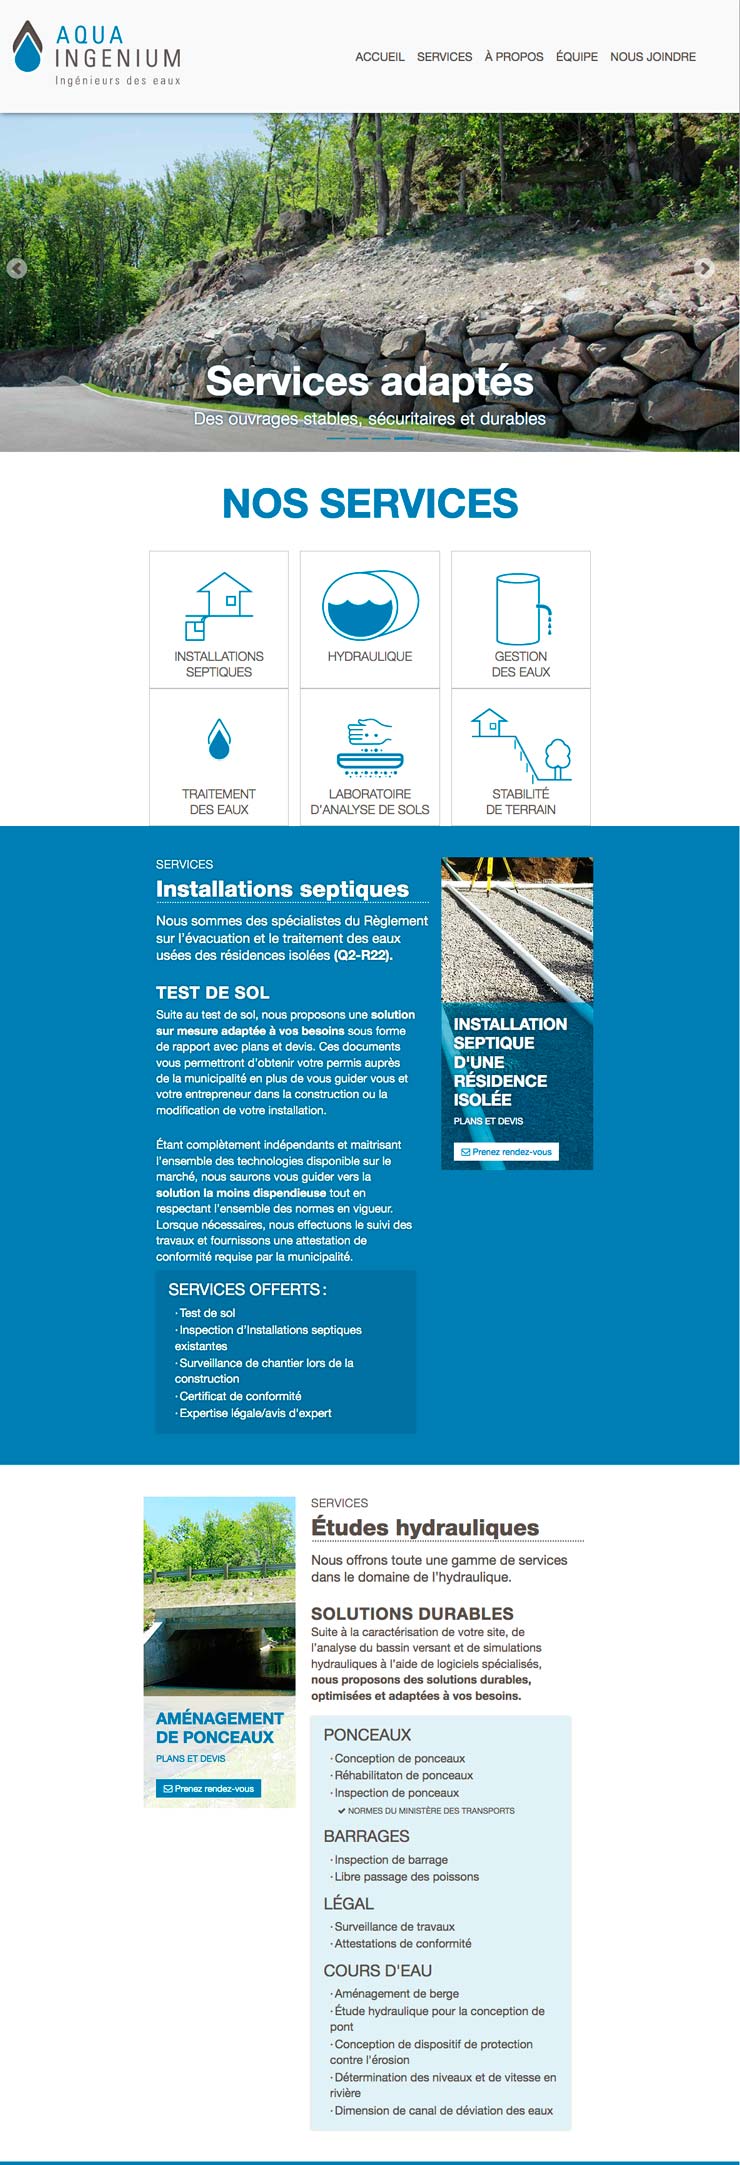 AQUA
INGENIUM
Ingénieurs des eaux
ACCUEIL SERVICES À PROPOS ÉQUIPE NOUS JOINDRE
Services adaptés
Des ouvrages stables, sécuritaires et durables
NOS SERVICES
INSTALLATIONS
SEPTIQUES
HYDRAULIQUE
GESTION
DES EAUX
TRAITEMENT
DES EAUX
LABORATOIRE
D'ANALYSE DE SOLS
STABILITÉ
DE TERRAIN
SERVICES
Installations septiques
Nous sommes des spécialistes du Règlement
sur l'évacuation et le traitement des eaux
usées des résidences isolées (Q2-R22).
TEST DE SOL
Suite au test de sol, nous proposons une solution
sur mesure adaptée à vos besoins sous forme
de rapport avec plans et devis. Ces documents
vous permettront d'obtenir votre permis auprès
de la municipalité en plus de vous guider vous et
votre entrepreneur dans la construction ou la
modification de votre installation.
Étant complètement indépendants et maitrisant
l'ensemble des technologies disponible sur le
marché, nous saurons vous guider vers la
solution la moins dispendieuse tout en
respectant l'ensemble des normes en vigueur.
Lorsque nécessaires, nous effectuons le suivi des
travaux et fournissons une attestation de
conformité requise par la municipalité.
SERVICES OFFERTS :
· Test de sol
· Inspection d'Installations septiques
existantes
· Surveillance de chantier lors de la
construction
· Certificat de conformité
· Expertise légale/avis d'expert
INSTALLATION
SEPTIQUE
D'UNE
RÉSIDENCE
ISOLÉE
PLANS ET DEVIS
Prenez rendez-vous
AMÉNAGEMENT
DE PONCEAUX
PLANS ET DEVIS
Prenez rendez-vous
SERVICES
Études hydrauliques
Nous offrons toute une gamme de services
dans le domaine de l'hydraulique.
SOLUTIONS DURABLES
Suite à la caractérisation de votre site, de
l'analyse du bassin versant et de simulations
hydrauliques à l'aide de logiciels spécialisés,
nous proposons des solutions durables,
optimisées et adaptées à vos besoins.
PONCEAUX
· Conception de ponceaux
· Réhabilitaton de ponceaux
· Inspection de ponceaux
✔ NORMES DU MINISTÈRE DES TRANSPORTS
BARRAGES
· Inspection de barrage
· Libre passage des poissons
LÉGAL
· Surveillance de travaux
· Attestations de conformité
COURS D'EAU
· Aménagement de berge
· Étude hydraulique pour la conception de
pont
· Conception de dispositif de protection
contre l'érosion
· Détermination des niveaux et de vitesse en
rivière
· Dimension de canal de déviation des eaux